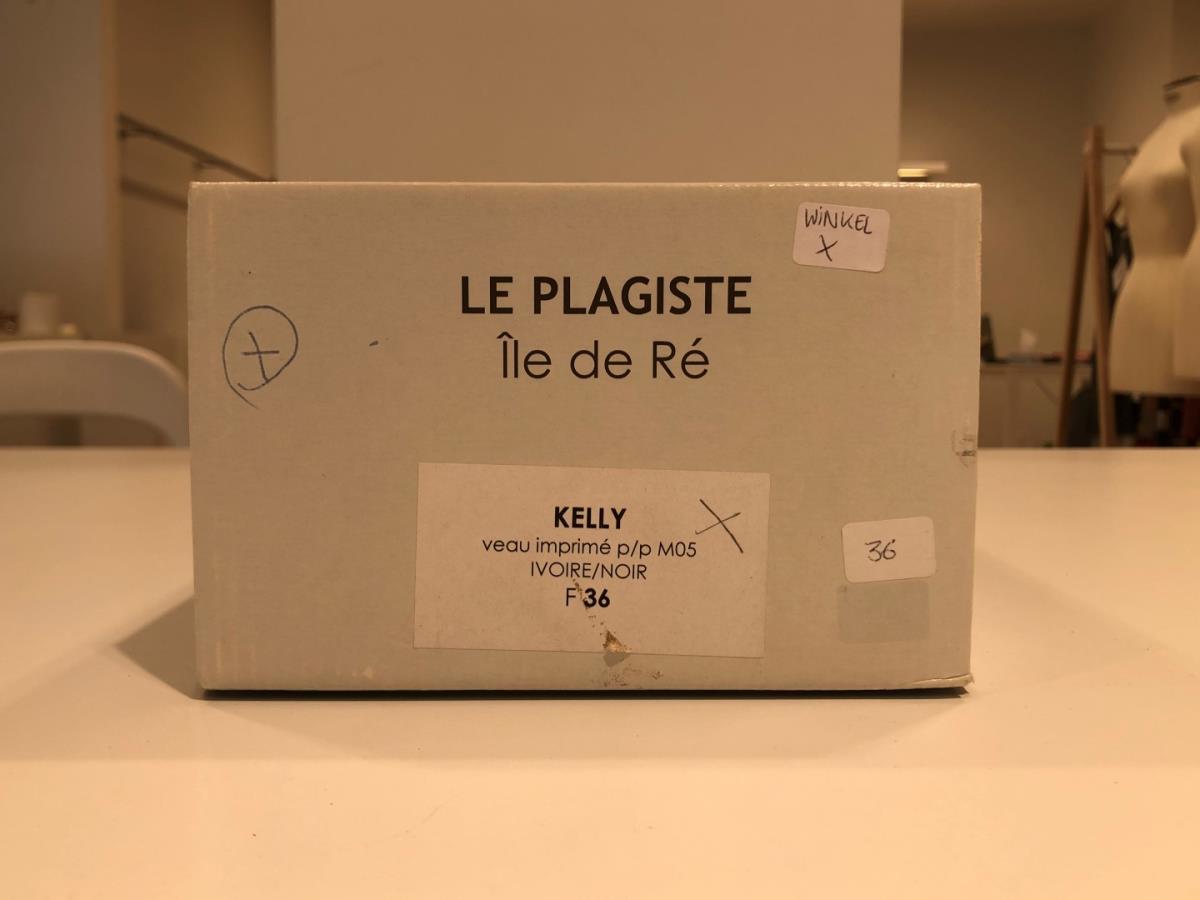 WINKEL
X
LE PLAGISTE
Île de Ré
KELLY
veau imprimé p/p M05
IVOIRE/NOIR
F 36
36